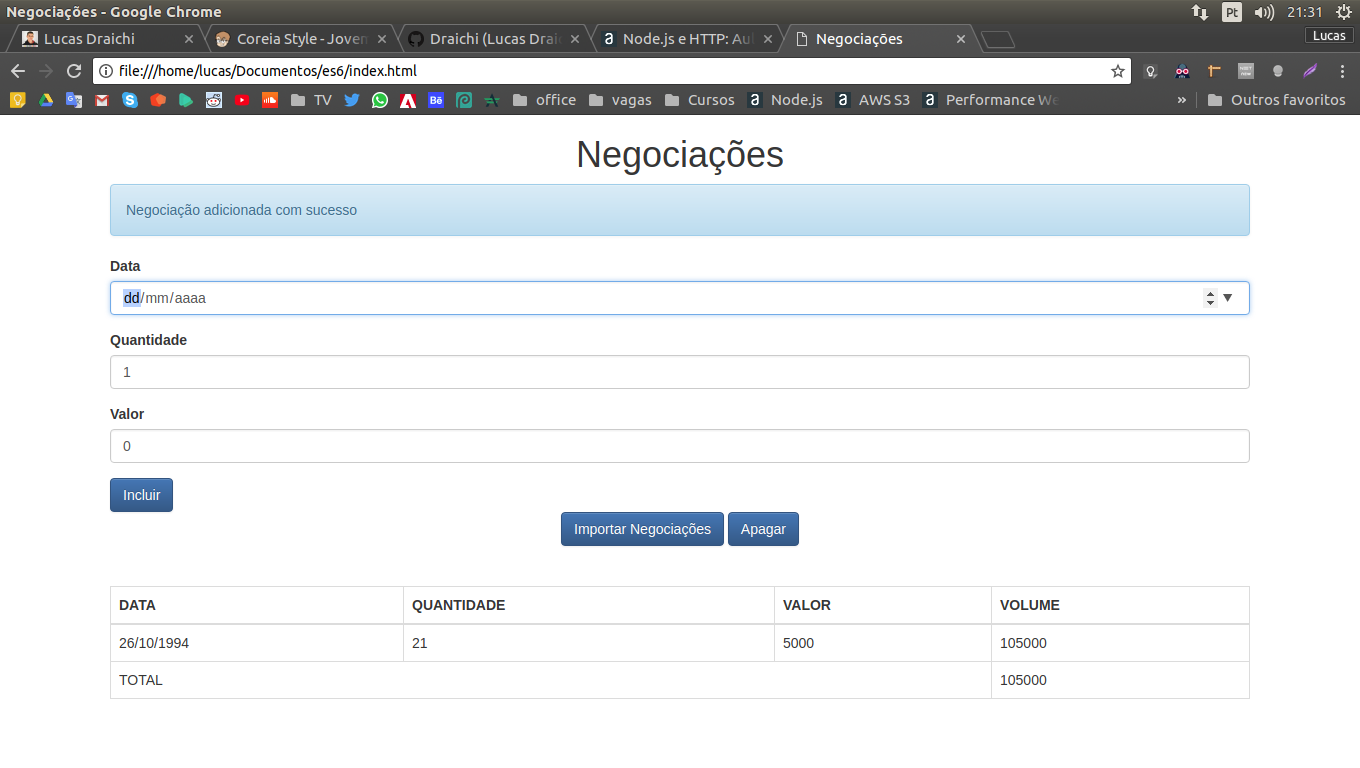 Negociações - Google Chrome
Pt
21:31
Lucas Draichi
Coreia Style - Jovem
Draichi (Lucas Drai
Node.js e HTTP: Au
Negociações
Lucas
file:///home/lucas/Documentos/es6/index.html
TV
Bē
office
vagas
Cursos
a Node.js
a AWS S3
a Performance We
»
Outros favoritos
Negociações
Negociação adicionada com sucesso
Data
dd/mm/aaaa
Quantidade
1
Valor
0
Incluir
Importar Negociações
Apagar
DATA QUANTIDADE VALOR VOLUME
26/10/1994 21 5000 105000
TOTAL 105000